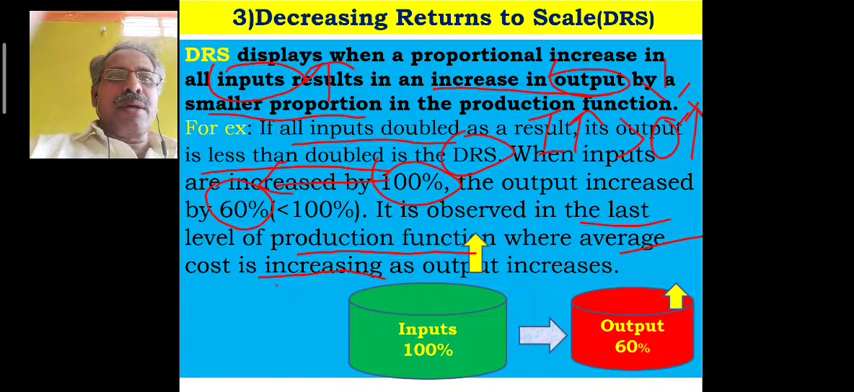 3)Decreasing Returns to Scale(DRS)
DRS displays when a proportional increase in
all inputs results in an increase in output by a
smaller proportion in the production function.
For ex: If all inputs doubled as a result, its output
is less than doubled is the DRS. When inputs
are increased by 100%, the output increased
by 60%(<100%). It is observed in the last
level of production function where average
cost is increasing as output increases.
I↑ > O↑
Inputs
100%
Output
60%